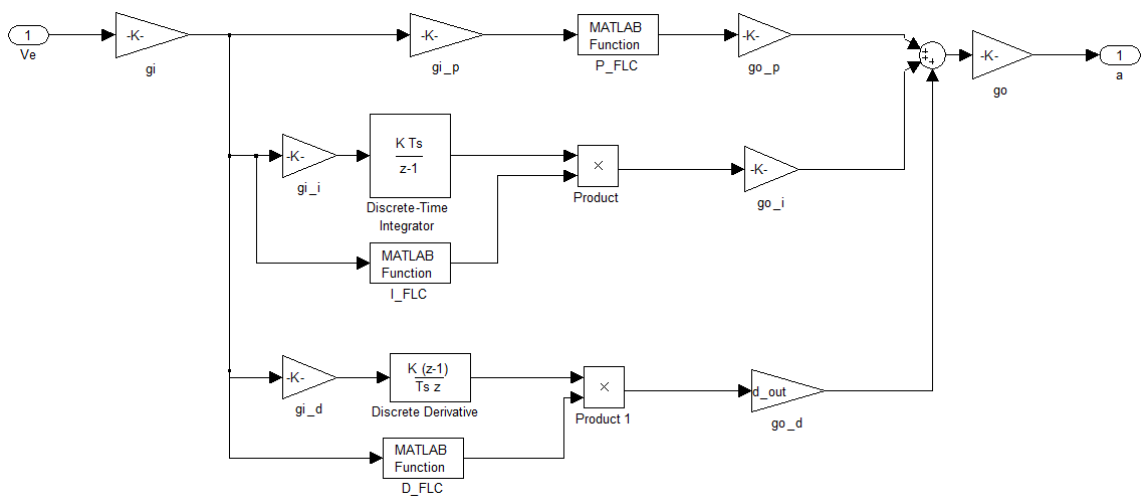 1
Ve
-K-
gi
-K-
gi_p
MATLAB
Function
P_FLC
-K-
go_p
+
+
+
-K-
go
1
a
-K-
gi_i
K Ts
z-1
Discrete-Time
Integrator
×
Product
-K-
go_i
MATLAB
Function
I_FLC
-K-
gi_d
K (z-1)
Ts z
Discrete Derivative
×
Product 1
d_out
go_d
MATLAB
Function
D_FLC